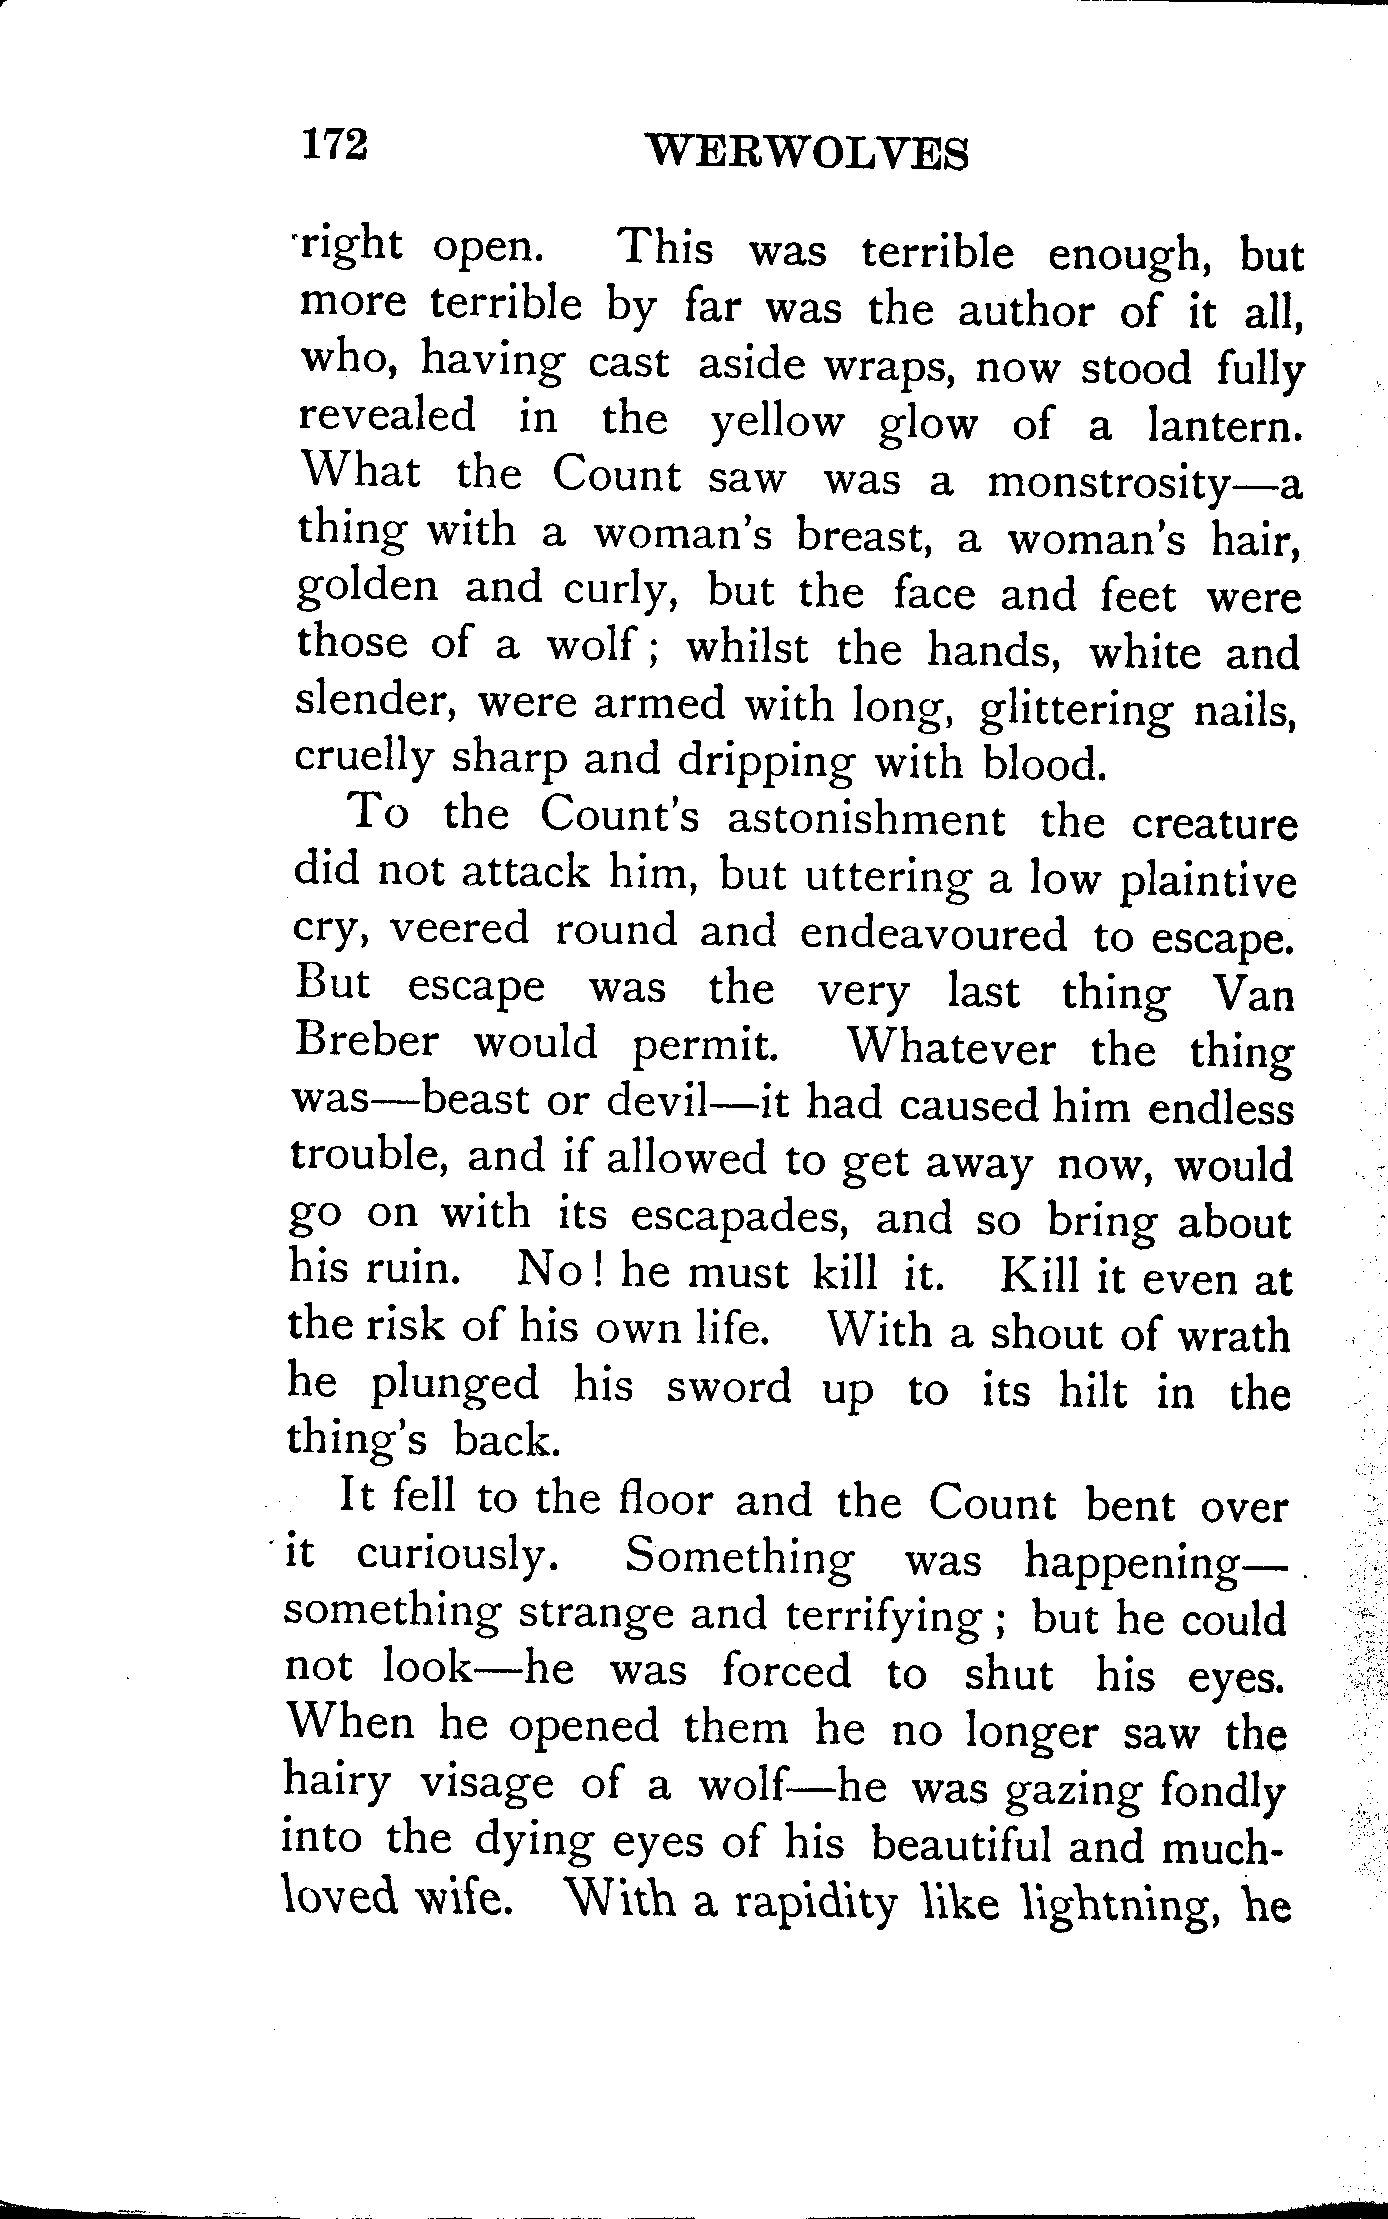 172 WERWOLVES
right open. This was terrible enough, but
more terrible by far was the author of it all,
who, having cast aside wraps, now stood fully
revealed in the yellow glow of a lantern.
What the Count saw was a monstrosity—a
thing with a woman's breast, a woman's hair,
golden and curly, but the face and feet were
those of a wolf; whilst the hands, white and
slender, were armed with long, glittering nails,
cruelly sharp and dripping with blood.
To the Count's astonishment the creature
did not attack him, but uttering a low plaintive
cry, veered round and endeavoured to escape.
But escape was the very last thing Van
Breber would permit. Whatever the thing
was—beast or devil—it had caused him endless
trouble, and if allowed to get away now, would
go on with its escapades, and so bring about
his ruin. No! he must kill it. Kill it even at
the risk of his own life. With a shout of wrath
he plunged his sword up to its hilt in the
thing's back.
It fell to the floor and the Count bent over
it curiously. Something was happening—
something strange and terrifying; but he could
not look—he was forced to shut his eyes.
When he opened them he no longer saw the
hairy visage of a wolf—he was gazing fondly
into the dying eyes of his beautiful and much-
loved wife. With a rapidity like lightning, he